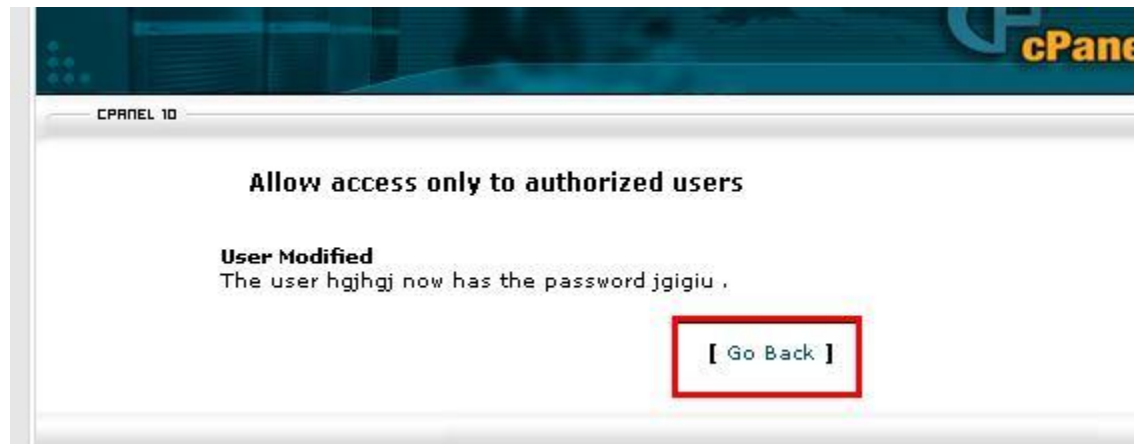 cPane
CPANEL 10
Allow access only to authorized users
User Modified
The user hgjhgj now has the password jgigiu .
[ Go Back ]